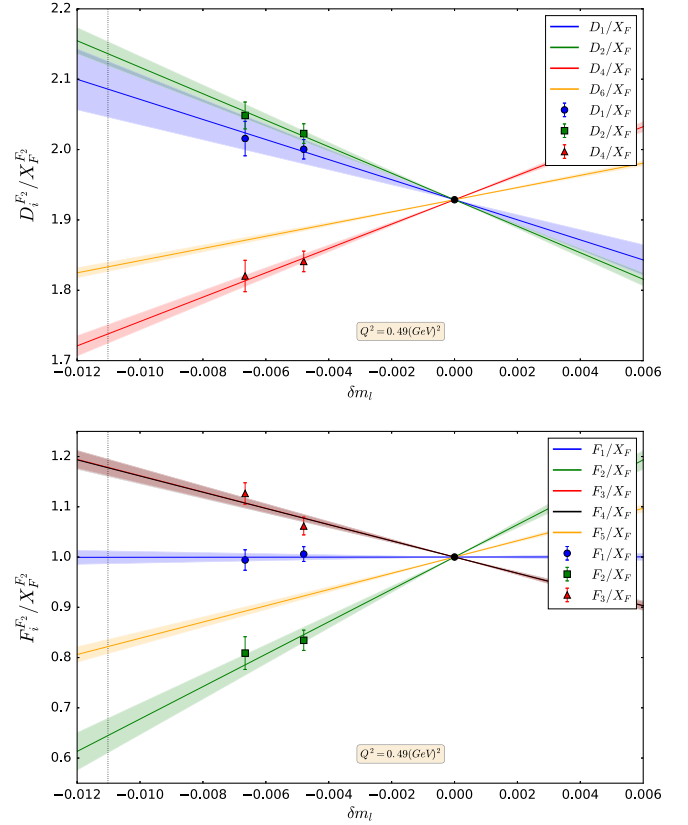 2.2
2.1
2.0
1.9
1.8
1.7
D_i^{F_2}/X_F^{F_2}
D_1/X_F
D_2/X_F
D_4/X_F
D_6/X_F
D_1/X_F
D_2/X_F
D_4/X_F
Q^2 = 0.49(GeV)^2
−0.012 −0.010 −0.008 −0.006 −0.004 −0.002 0.000 0.002 0.004 0.006
δm_l
1.2
1.1
1.0
0.9
0.8
0.7
0.6
F_i^{F_2}/X_F^{F_2}
F_1/X_F
F_2/X_F
F_3/X_F
F_4/X_F
F_5/X_F
F_1/X_F
F_2/X_F
F_3/X_F
Q^2 = 0.49(GeV)^2
−0.012 −0.010 −0.008 −0.006 −0.004 −0.002 0.000 0.002 0.004 0.006
δm_l